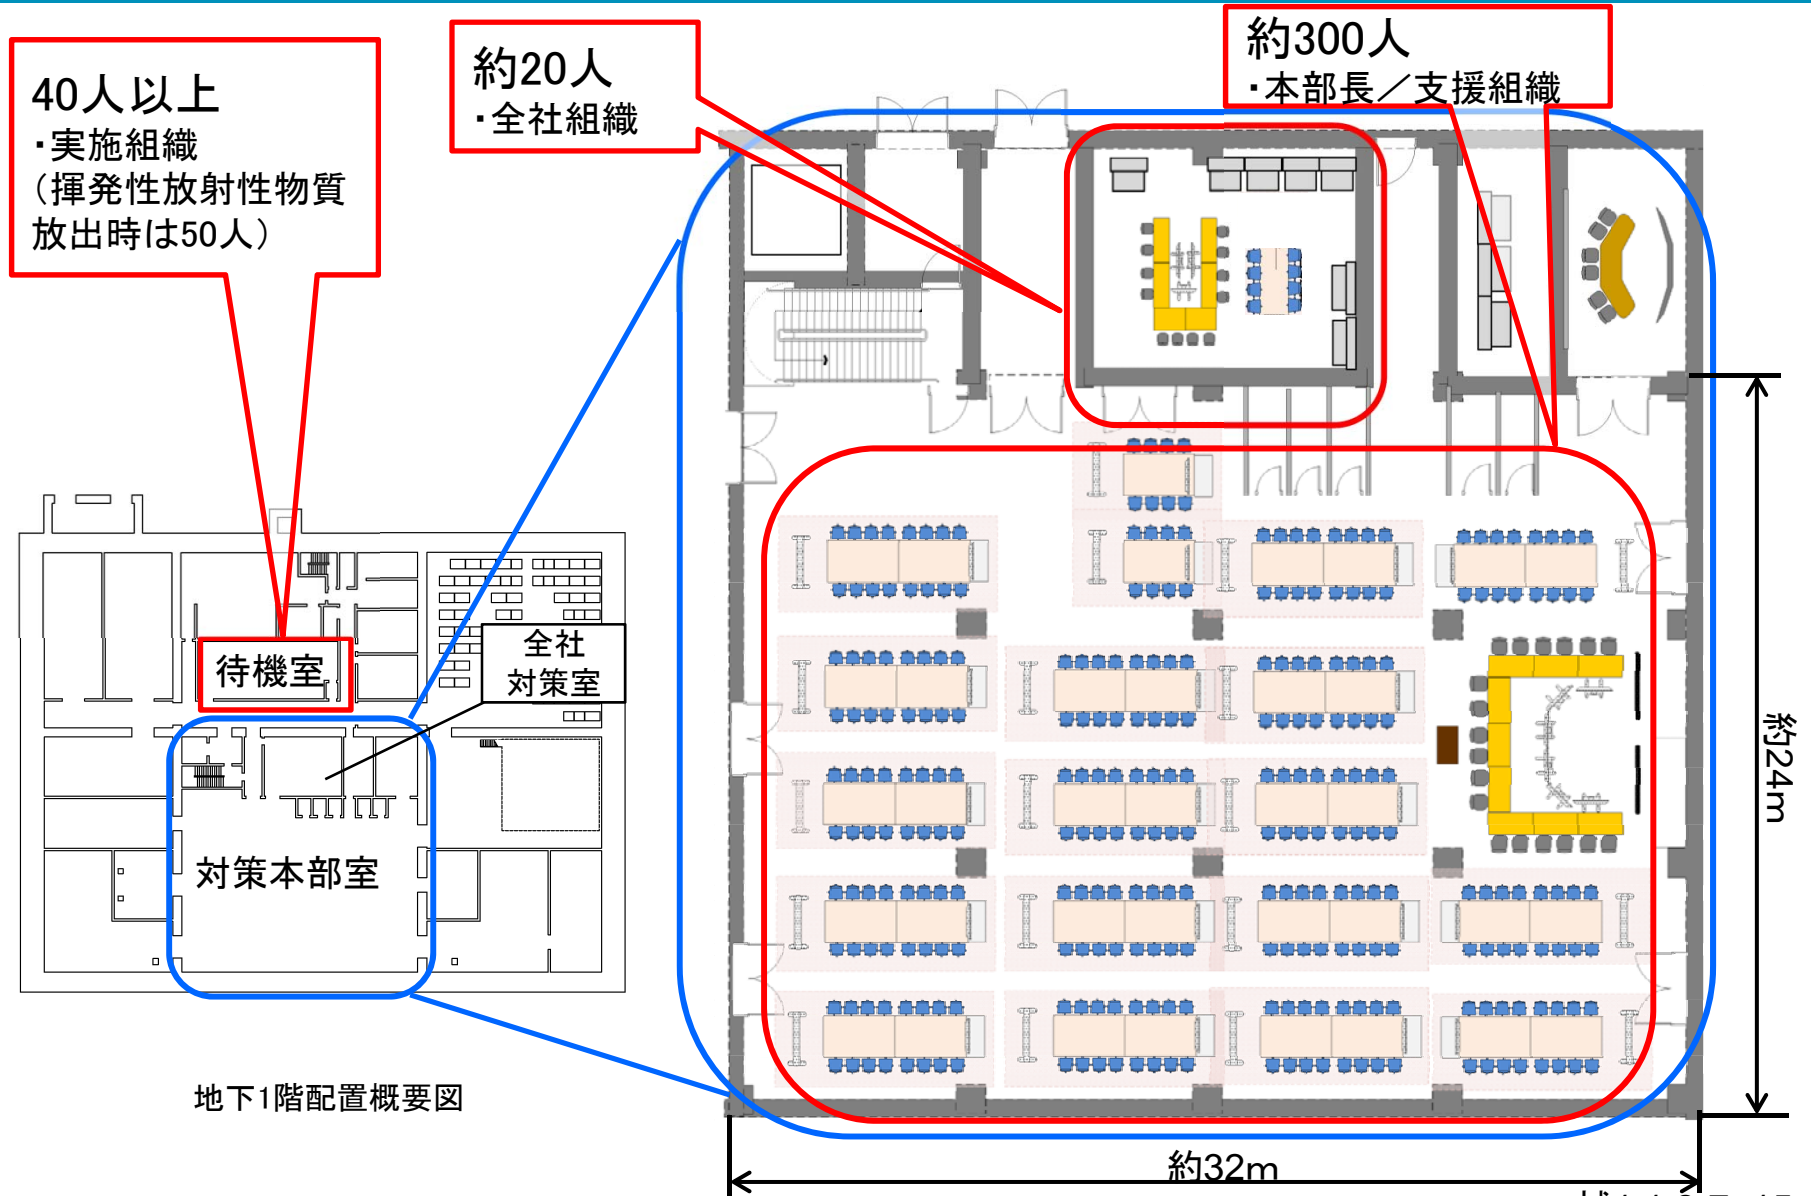 40人以上
・実施組織
（揮発性放射性物質
放出時は50人）
約20人
・全社組織
約300人
・本部長／支援組織
待機室
全社
対策室
対策本部室
地下1階配置概要図
約24m
約32m